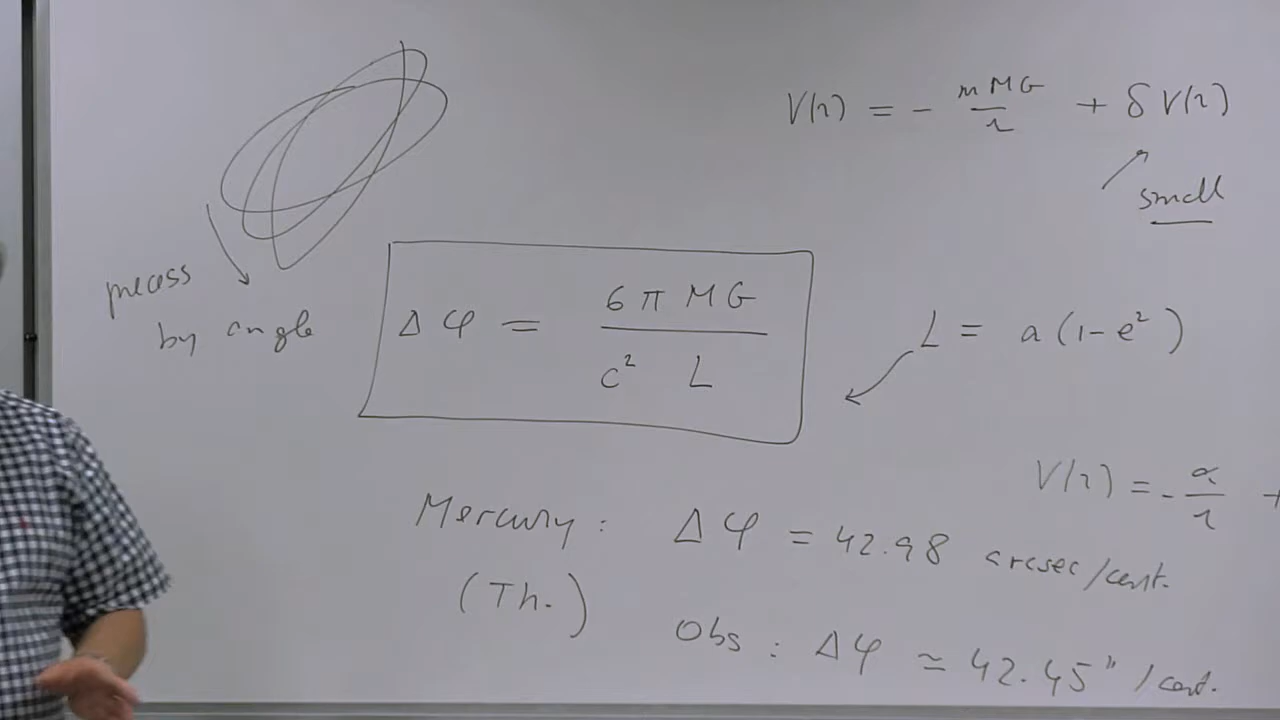 V(r) = - mMG/r + δV(r)
small
precess
by angle
Δφ = 6πMG / c² L
L = a(1-e²)
V(r) = - α/r +
Mercury : Δφ = 42.98 arcsec/cent.
(Th.)
Obs : Δφ ≃ 42.45" /cent.